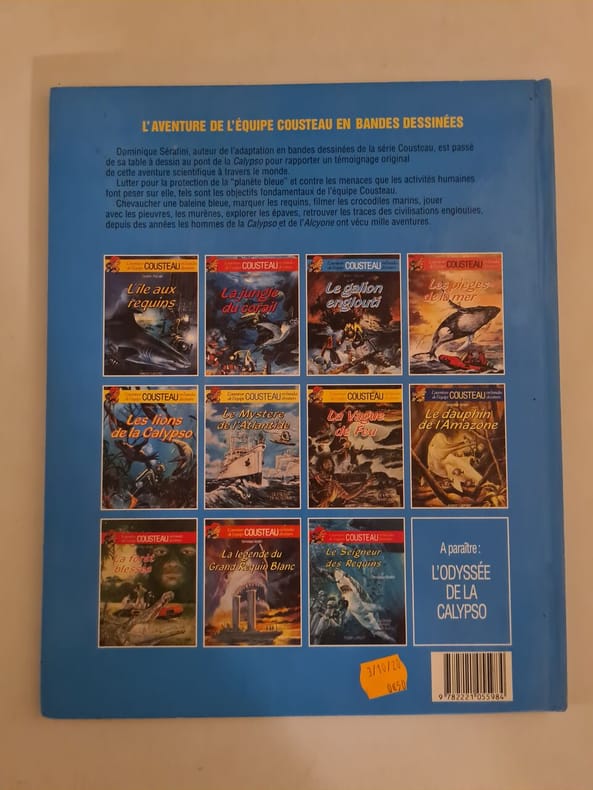 L'AVENTURE DE L'ÉQUIPE COUSTEAU EN BANDES DESSINÉES
Dominique Sérafini, auteur de l'adaptation en bandes dessinées de la série Cousteau, est passé
de sa table à dessin au pont de la Calypso pour rapporter un témoignage original
de cette aventure scientifique à travers le monde.
Lutter pour la protection de la "planète bleue" et contre les menaces que les activités humaines
font peser sur elle, tels sont les objectifs fondamentaux de l'équipe Cousteau.
Chevaucher une baleine bleue, marquer les requins, filmer les crocodiles marins, jouer
avec les pieuvres, les murènes, explorer les épaves, retrouver les traces des civilisations englouties,
depuis des années les hommes de la Calypso et de l'Alcyone ont vécu mille aventures.
COUSTEAU
L'île aux
requins
COUSTEAU
La jungle
du corail
COUSTEAU
Le galion
englouti
COUSTEAU
Les pièges
de la mer
COUSTEAU
Les lions
de la Calypso
COUSTEAU
Le Mystère
de l'Atlantide
COUSTEAU
La Vague
de Feu
COUSTEAU
Le dauphin
de l'Amazone
COUSTEAU
La forêt
blessée
COUSTEAU
La légende du
Grand Requin Blanc
COUSTEAU
Le Seigneur
des Requins
A paraître :
L'ODYSSÉE
DE LA
CALYPSO
3/10/20
0€50
9 782221 055984